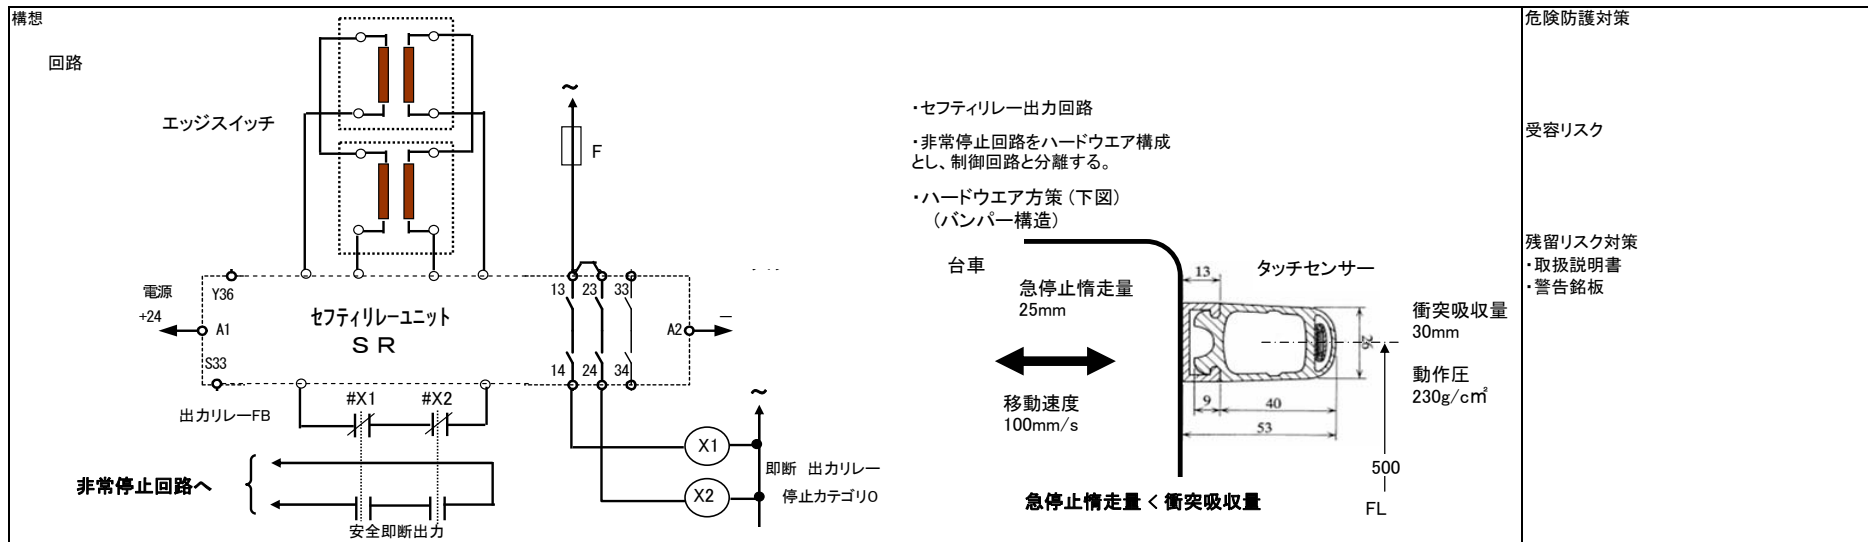 構想
回路
エッジスイッチ
F
電源
+24
Y36
A1
S33
セフティリレーユニット
SR
13
23
33
14
24
34
A2
出力リレーFB
#X1
#X2
X1
X2
即断 出力リレー
停止カテゴリ0
非常停止回路へ
安全即断出力
・セフティリレー出力回路
・非常停止回路をハードウエア構成
とし、制御回路と分離する。
・ハードウエア方策 (下図)
(バンパー構造)
台車
急停止惰走量
25mm
移動速度
100mm/s
タッチセンサー
13
26
9
40
53
衝突吸収量
30mm
動作圧
230g/c㎡
500
FL
急停止惰走量 < 衝突吸収量
危険防護対策
受容リスク
残留リスク対策
・取扱説明書
・警告銘板